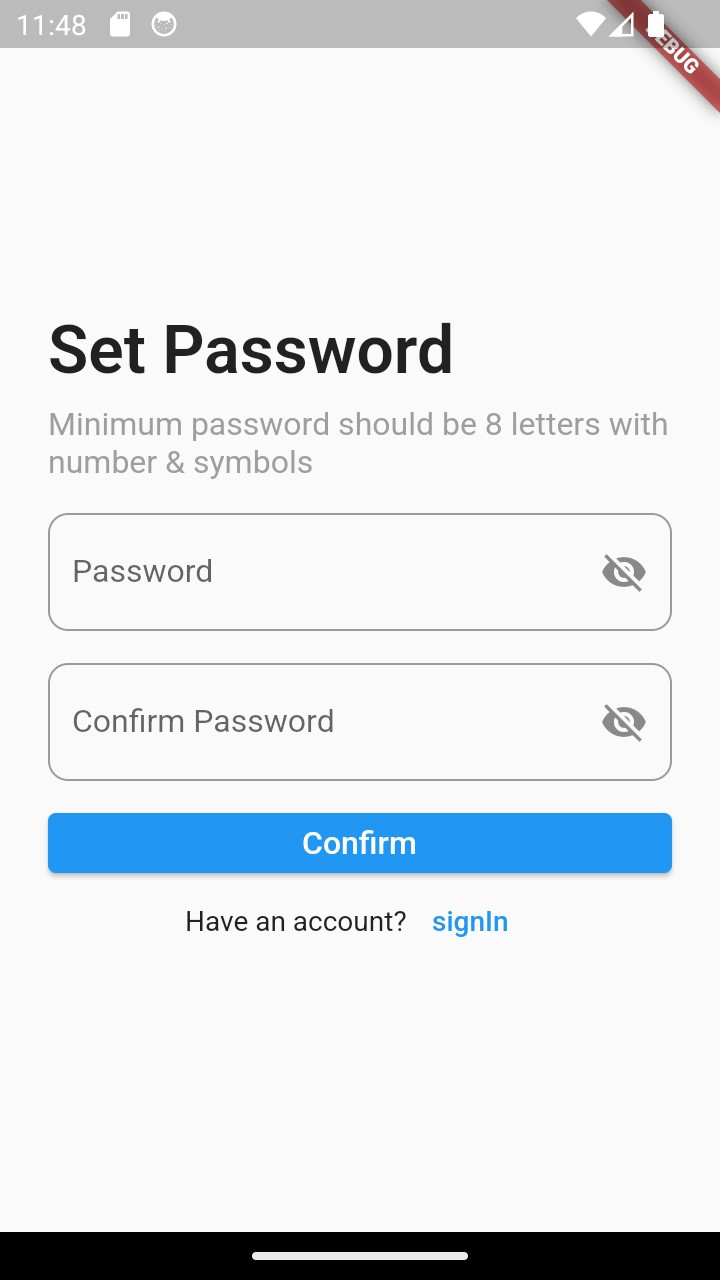 11:48
EBUG
Set Password
Minimum password should be 8 letters with
number & symbols
Password
Confirm Password
Confirm
Have an account? signIn